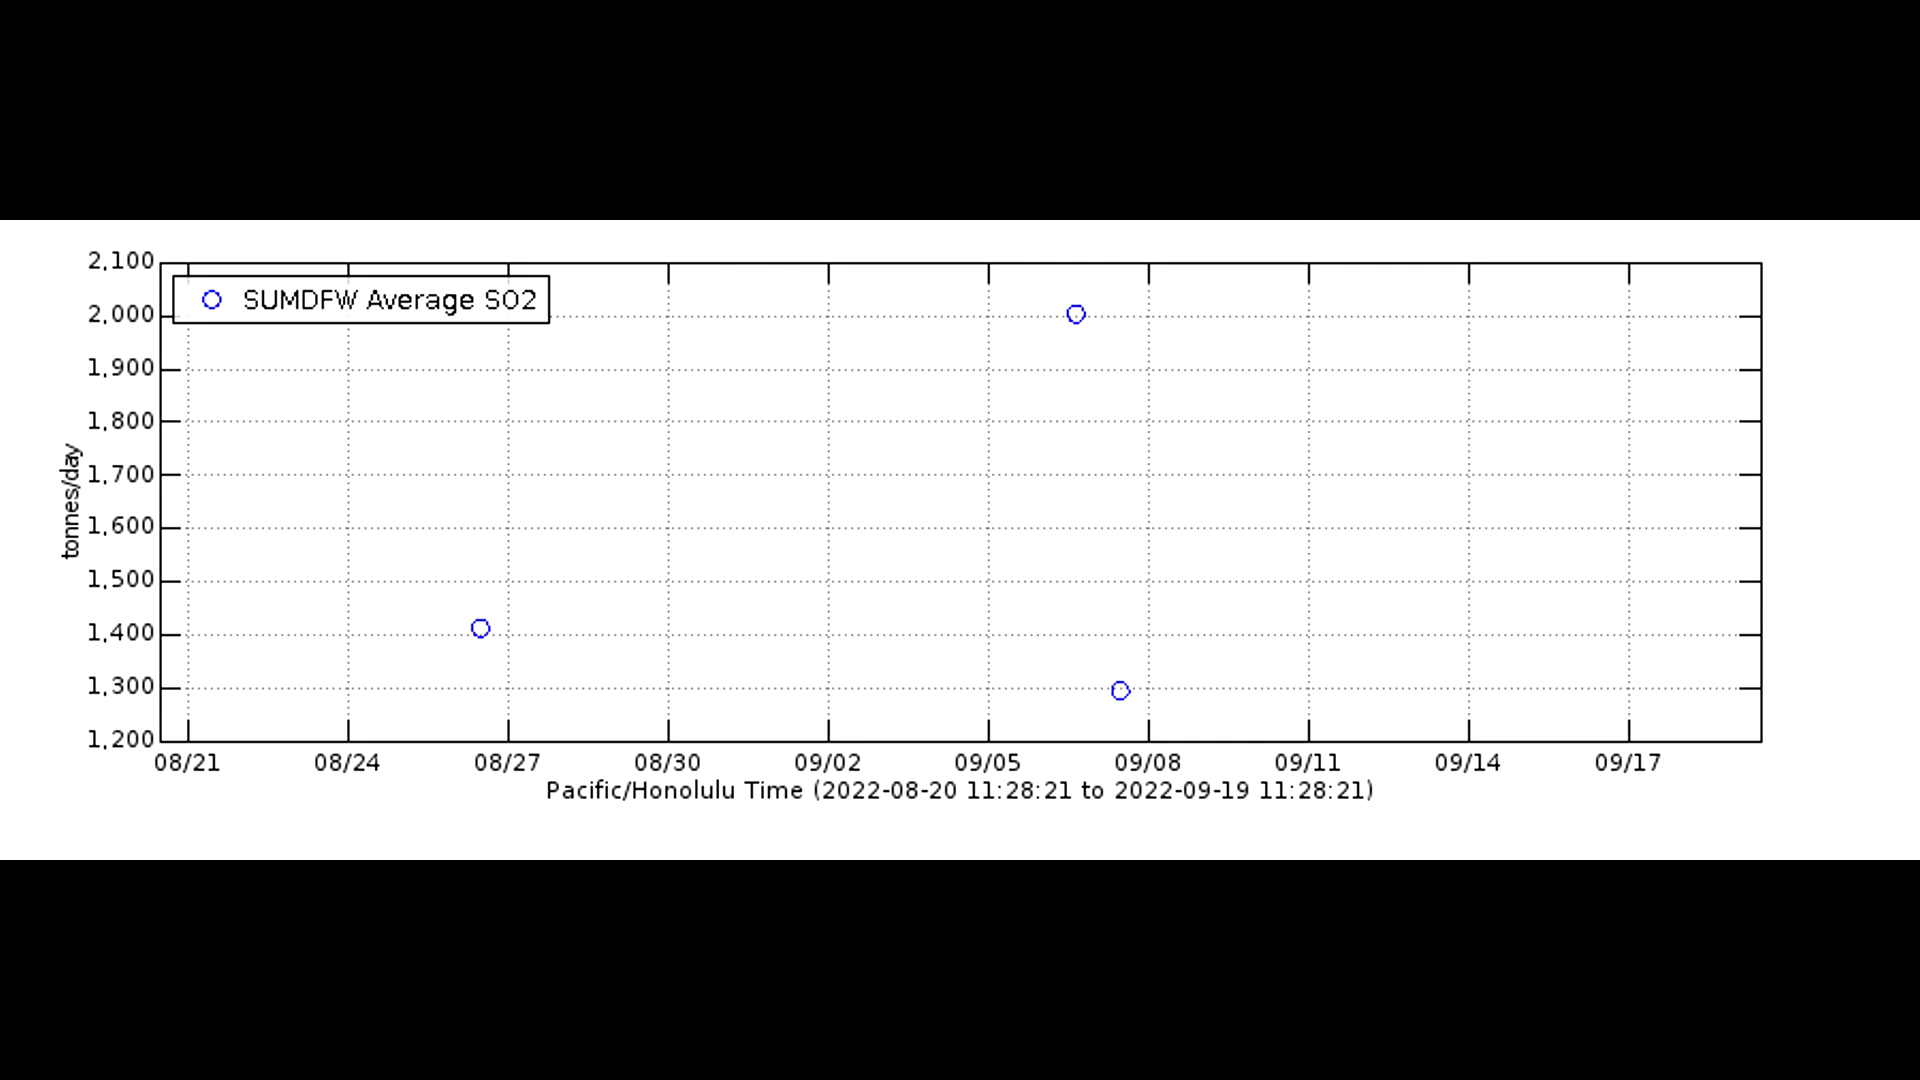 2,100
SUMDFW Average SO2
2,000
1,900
1,800
1,700
1,600
1,500
1,400
1,300
1,200
tonnes/day
08/21 08/24 08/27 08/30 09/02 09/05 09/08 09/11 09/14 09/17
Pacific/Honolulu Time (2022-08-20 11:28:21 to 2022-09-19 11:28:21)